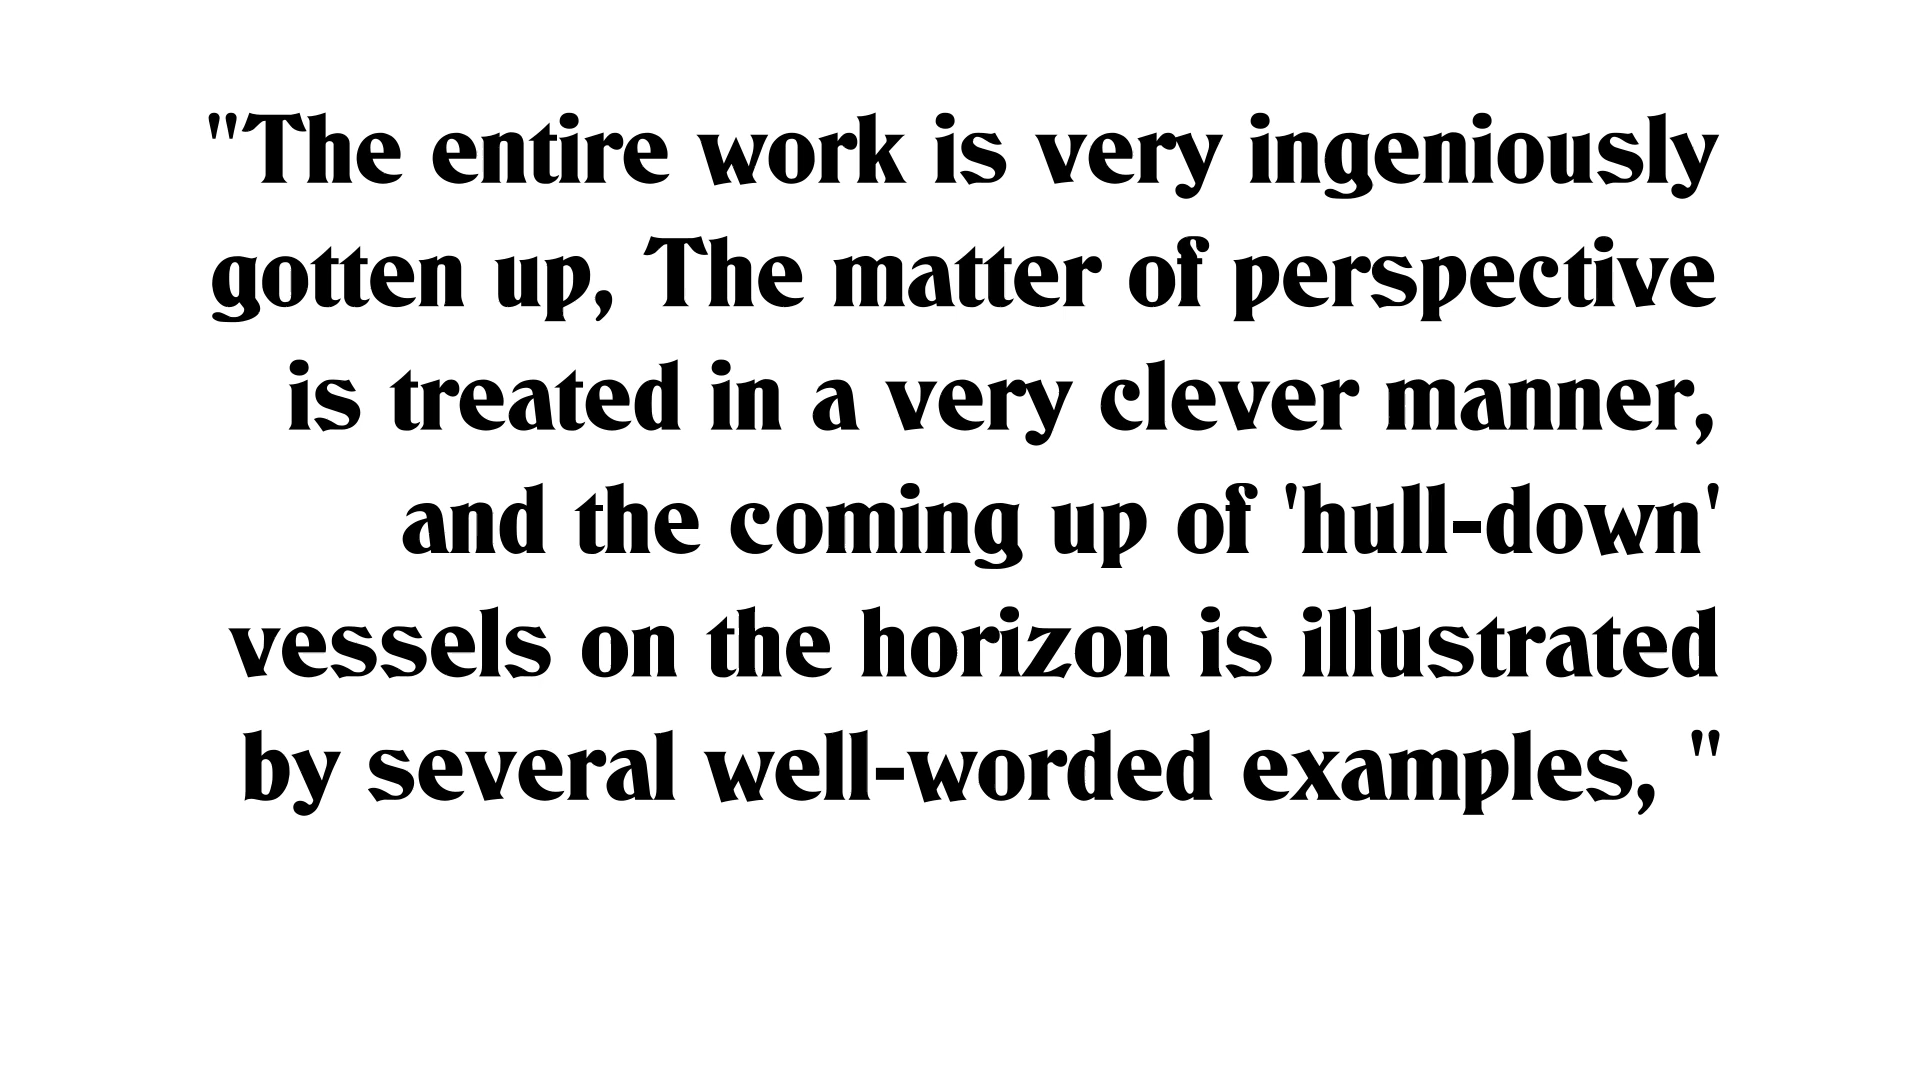 "The entire work is very ingeniously
gotten up, The matter of perspective
is treated in a very clever manner,
and the coming up of 'hull-down'
vessels on the horizon is illustrated
by several well-worded examples, "